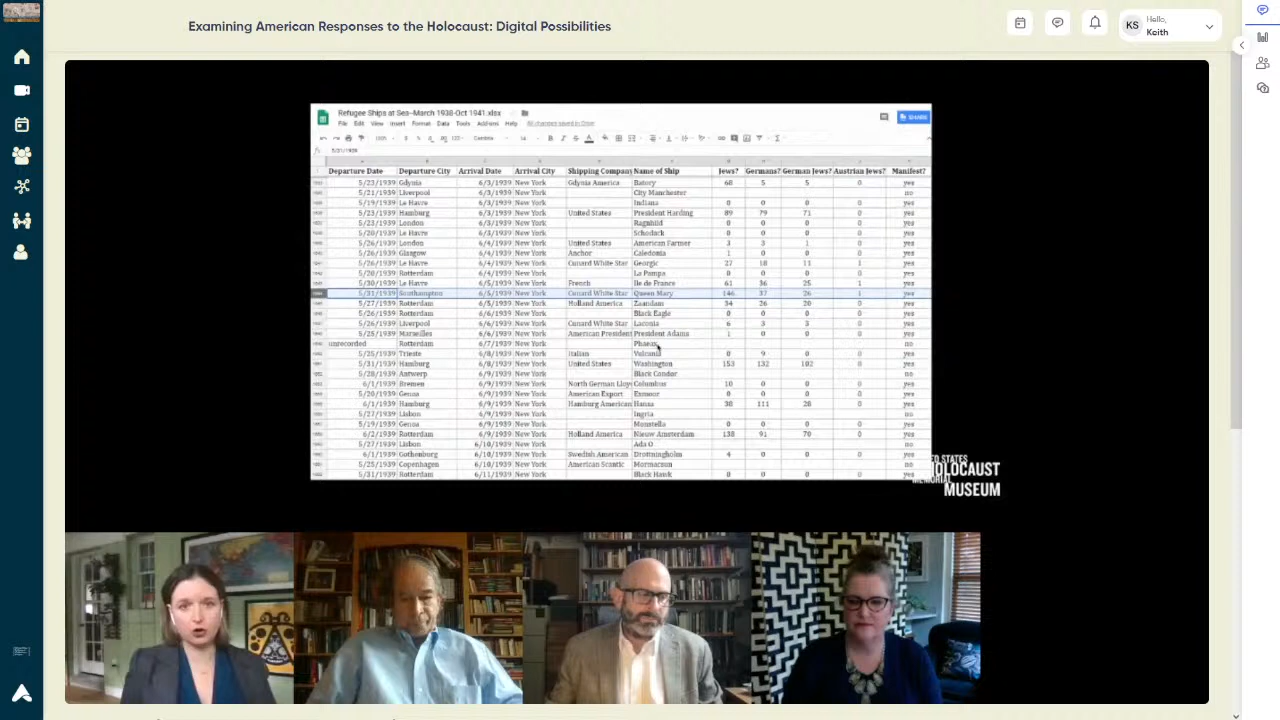 Examining American Responses to the Holocaust: Digital Possibilities
KS
Hello,
Keith
Refugee Ships at Sea--March 1938-Oct 1941.xlsx
File Edit View Insert Format Data Tools Add-ons Help All changes saved in Drive
SHARE
5/31/1939
Departure Date Departure City Arrival Date Arrival City Shipping Company Name of Ship Jews? Germans? German Jews? Austrian Jews? Manifest?
5/23/1939 Gdynia 6/3/1939 New York Gdynia America Batory 68 5 5 0 yes
5/21/1939 Liverpool 6/3/1939 New York City Manchester no
5/19/1939 Le Havre 6/3/1939 New York Indiana 0 0 0 0 yes
5/23/1939 Hamburg 6/3/1939 New York United States President Harding 89 79 71 0 yes
5/23/1939 London 6/3/1939 New York Ragnhild 0 0 0 0 yes
5/20/1939 Le Havre 6/3/1939 New York Schodack 0 0 0 0 yes
5/26/1939 London 6/4/1939 New York United States American Farmer 3 3 1 0 yes
5/26/1939 Glasgow 6/4/1939 New York Anchor Caledonia 1 0 0 0 yes
Le Havre 6/4/1939 New York Cunard White Star Georgic 27 18 11 1 yes
5/20/1939 Rotterdam 6/4/1939 New York La Pampa 0 0 0 0 yes
5/30/1939 Le Havre 6/5/1939 New York French Ile de France 61 36 25 1 yes
5/31/1939 Southampton 6/5/1939 New York Cunard White Star Queen Mary 146 37 26 1 yes
5/27/1939 Rotterdam 6/5/1939 New York Holland America Zaandam 34 26 20 0 yes
5/26/1939 Rotterdam 6/5/1939 New York Black Eagle 0 0 0 0 yes
5/26/1939 Liverpool 6/6/1939 New York Cunard White Star Laconia 6 3 3 0 yes
5/25/1939 Marseilles 6/6/1939 New York American President President Adams 1 0 0 0 yes
unrecorded Rotterdam 6/7/1939 New York no
5/25/1939 Trieste 6/8/1939 New York Italian Vulcania 0 9 0 0 yes
5/31/1939 Hamburg 6/8/1939 New York United States Washington 153 132 102 0 yes
5/28/1939 Antwerp 6/9/1939 New York Black Condor no
6/1/1939 Bremen 6/9/1939 New York North German Lloy Columbus 10 0 0 0 yes
5/20/1939 Genoa 6/9/1939 New York American Export Exmoor 0 0 0 0 yes
6/1/1939 Hamburg 6/9/1939 New York Hamburg American Hansa 38 111 28 0 yes
5/27/1939 Lisbon 6/9/1939 New York Ingria no
5/19/1939 Genoa 6/9/1939 New York Monstella 0 0 0 0 yes
6/2/1939 Rotterdam 6/9/1939 New York Holland America Nieuw Amsterdam 138 91 70 0 yes
5/27/1939 Lisbon 6/10/1939 New York Ada O no
6/1/1939 Gothenburg 6/10/1939 New York Swedish American Drottningholm 4 0 0 0 yes
5/25/1939 Copenhagen 6/10/1939 New York American Scantic Mormacsun no
5/31/1939 Rotterdam 6/11/1939 New York Black Hawk 0 0 0 0 yes
ED STATES
HOLOCAUST
MEMORIAL
MUSEUM